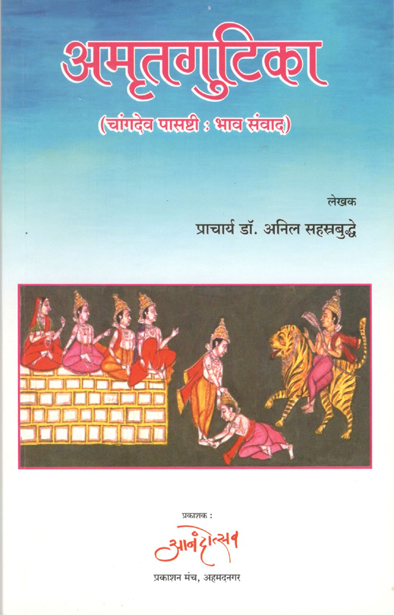 अमृतगुटिका
(चांगदेव पासष्टी : भाव संवाद)
लेखक
प्राचार्य डॉ. अनिल सहस्रबुद्धे
प्रकाशक :
आनंदोत्सव
प्रकाशन मंच, अहमदनगर